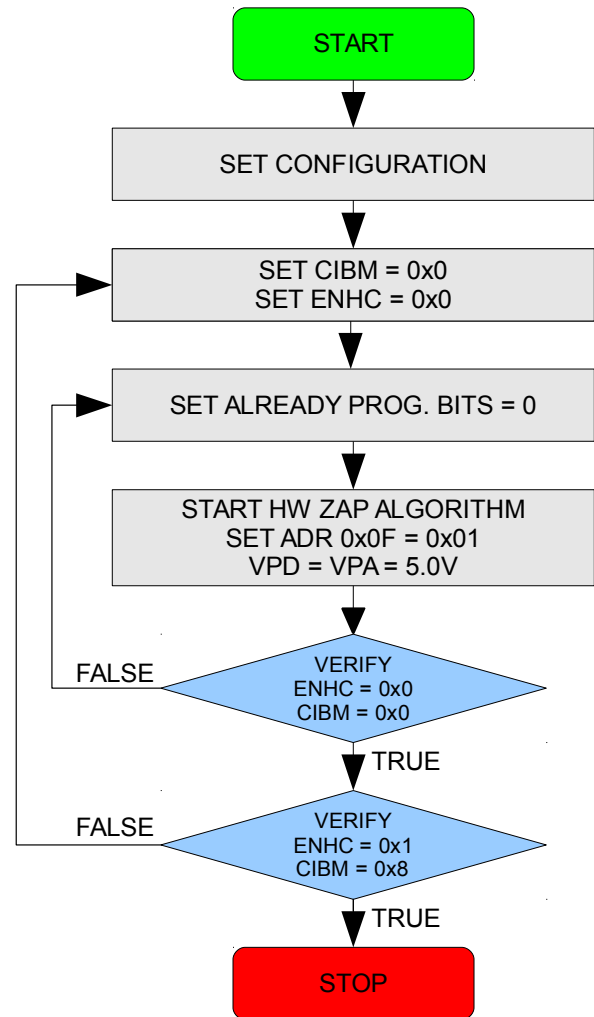 START
SET CONFIGURATION
SET CIBM = 0x0
SET ENHC = 0x0
SET ALREADY PROG. BITS = 0
START HW ZAP ALGORITHM
SET ADR 0x0F = 0x01
VPD = VPA = 5.0V
FALSE
VERIFY
ENHC = 0x0
CIBM = 0x0
TRUE
FALSE
VERIFY
ENHC = 0x1
CIBM = 0x8
TRUE
STOP